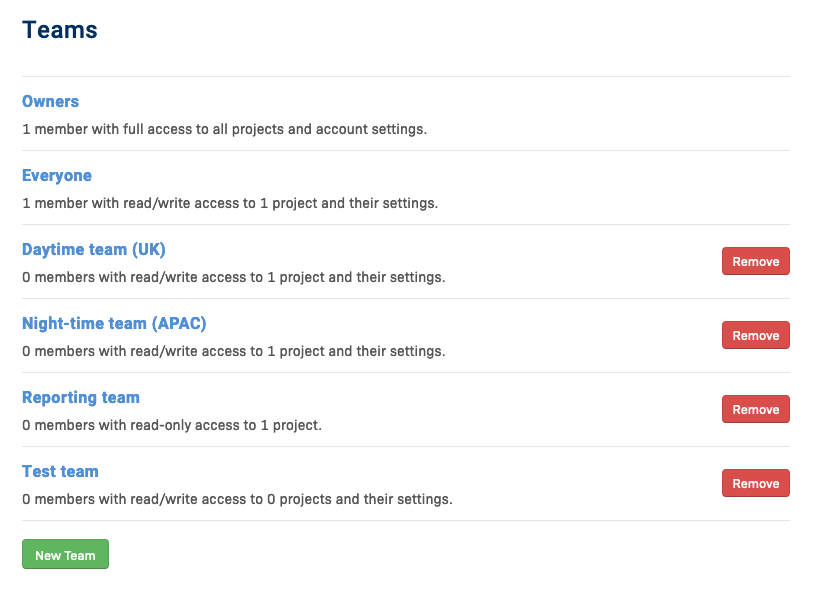 Teams
Owners
1 member with full access to all projects and account settings.
Everyone
1 member with read/write access to 1 project and their settings.
Daytime team (UK)
0 members with read/write access to 1 project and their settings.
Remove
Night-time team (APAC)
0 members with read/write access to 1 project and their settings.
Remove
Reporting team
0 members with read-only access to 1 project.
Remove
Test team
0 members with read/write access to 0 projects and their settings.
Remove
New Team